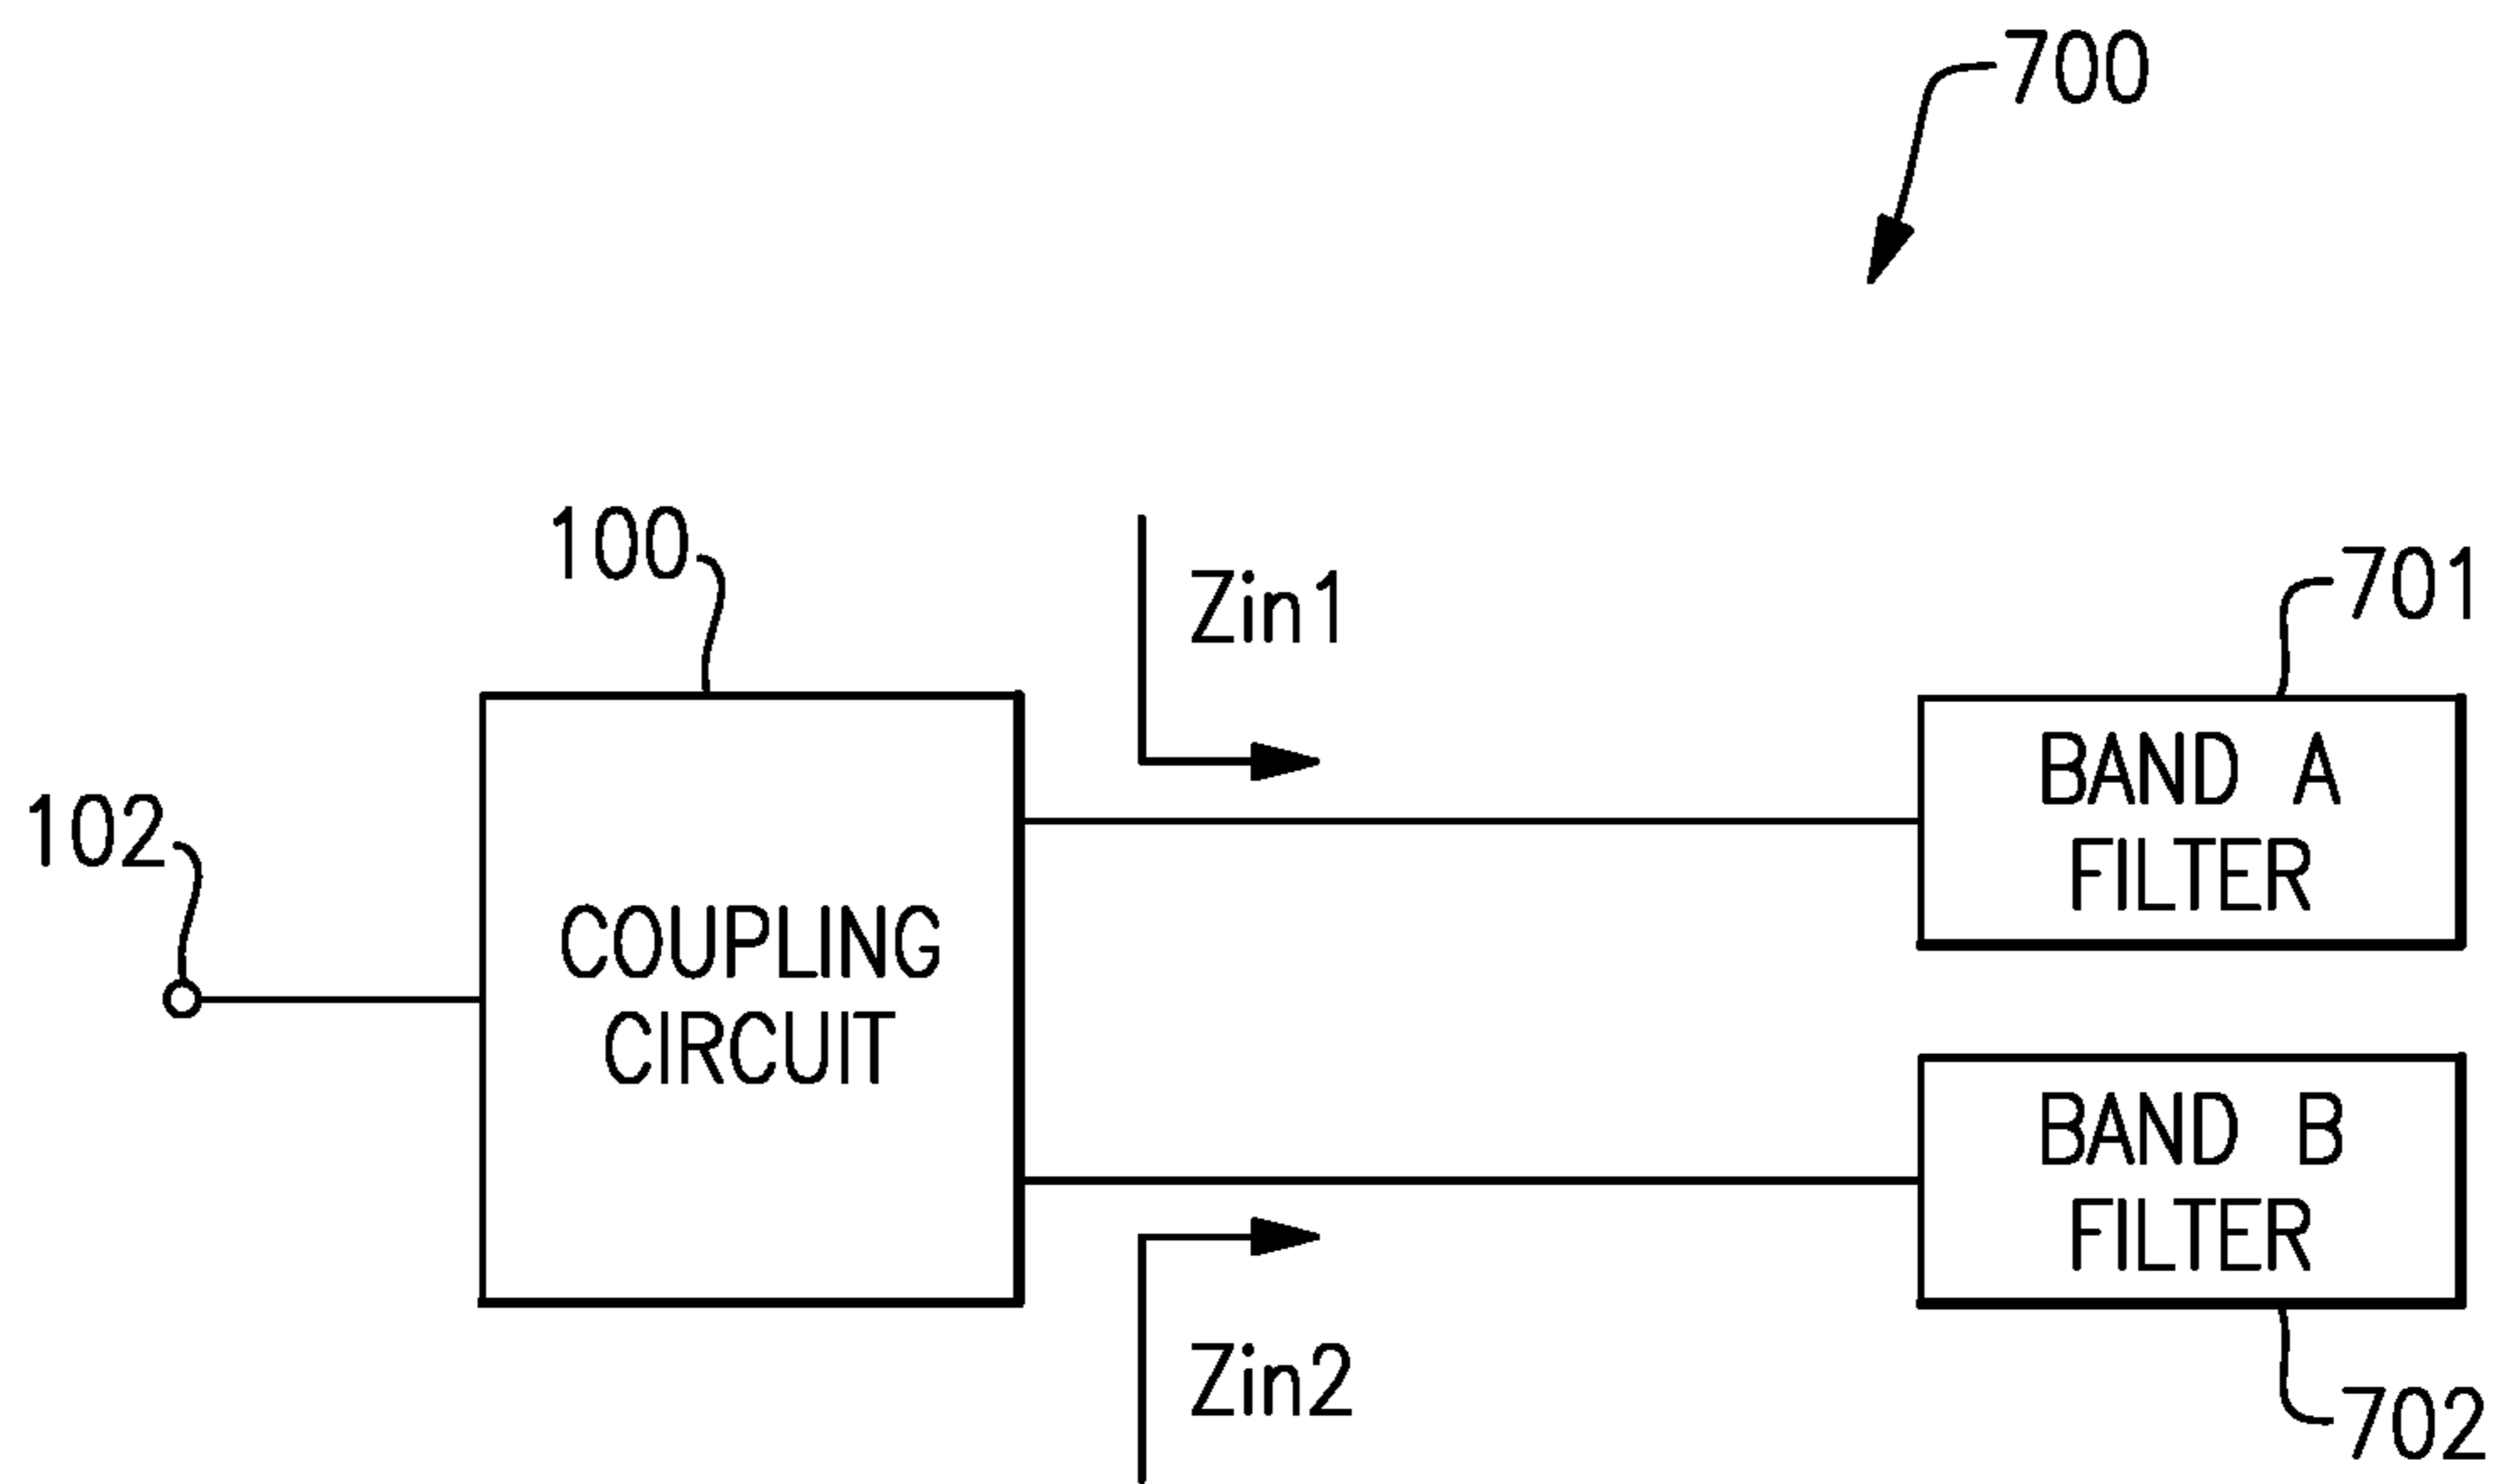 700
100
Zin1
701
BAND A
FILTER
102
COUPLING
CIRCUIT
BAND B
FILTER
Zin2
702